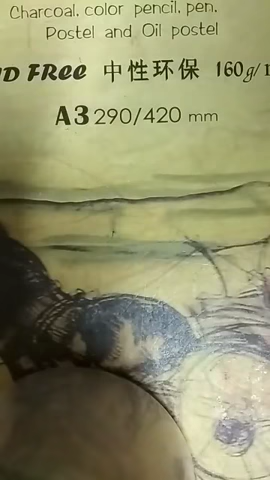 Charcoal, color pencil, pen,
Postel and Oil postel
D FRee 中性环保 160g/
A3 290/420 mm